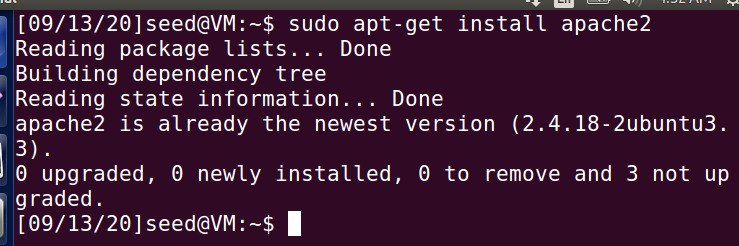 [09/13/20]seed@VM:~$ sudo apt-get install apache2
Reading package lists... Done
Building dependency tree
Reading state information... Done
apache2 is already the newest version (2.4.18-2ubuntu3.
3).
0 upgraded, 0 newly installed, 0 to remove and 3 not up
graded.
[09/13/20]seed@VM:~$